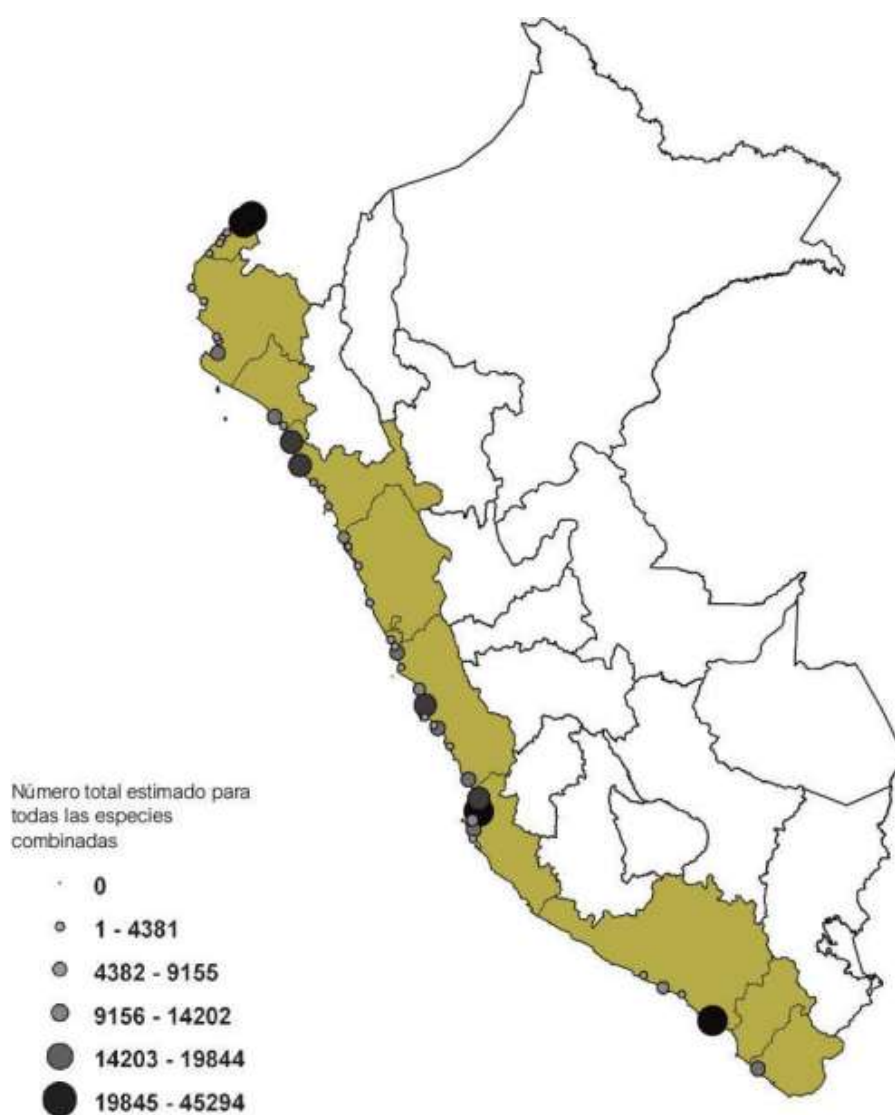 Número total estimado para
todas las especies
combinadas
0
1 - 4381
4382 - 9155
9156 - 14202
14203 - 19844
19845 - 45294